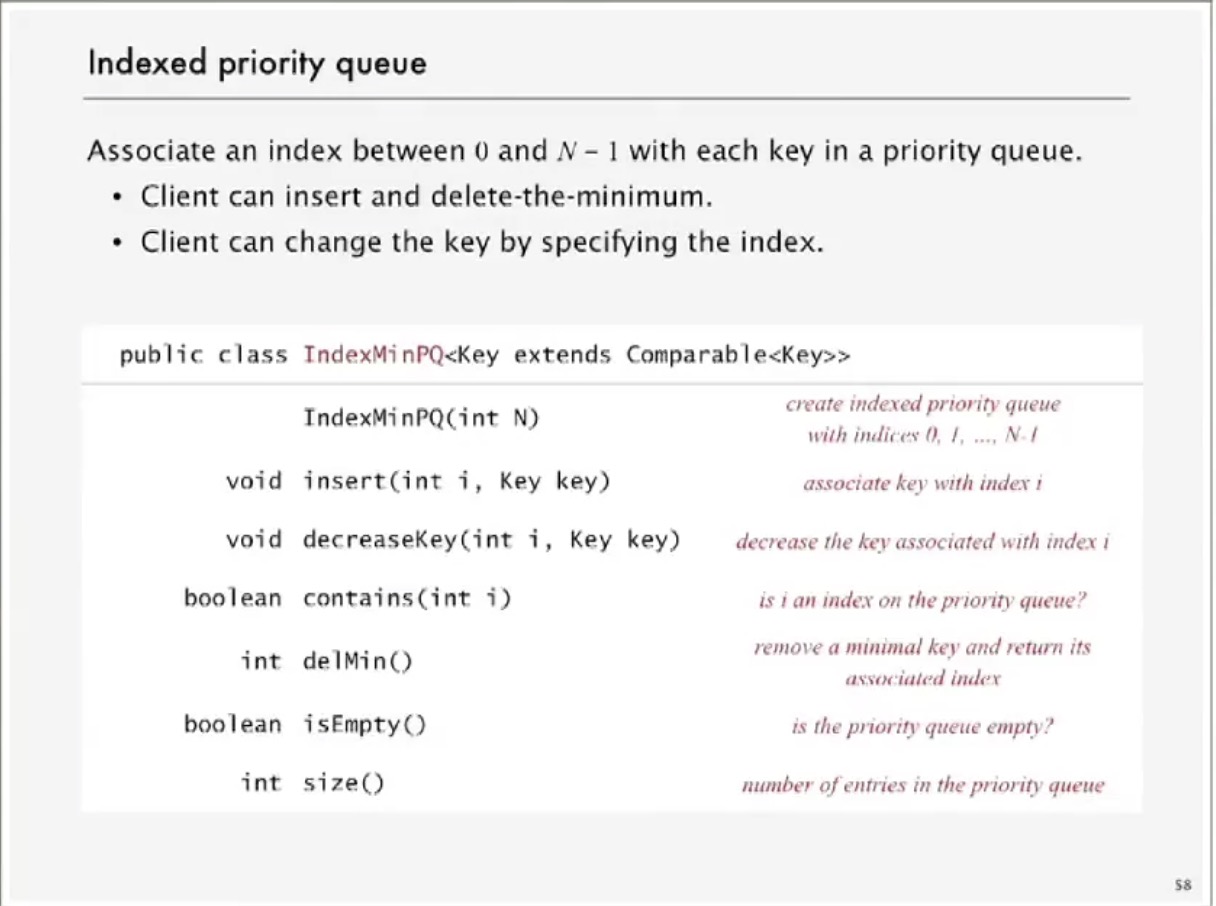 Indexed priority queue
Associate an index between 0 and N – 1 with each key in a priority queue.
• Client can insert and delete-the-minimum.
• Client can change the key by specifying the index.
public class IndexMinPQ<Key extends Comparable<Key>>
IndexMinPQ(int N) create indexed priority queue
with indices 0, 1, ..., N-1
void insert(int i, Key key) associate key with index i
void decreaseKey(int i, Key key) decrease the key associated with index i
boolean contains(int i) is i an index on the priority queue?
int delMin() remove a minimal key and return its
associated index
boolean isEmpty() is the priority queue empty?
int size() number of entries in the priority queue
58